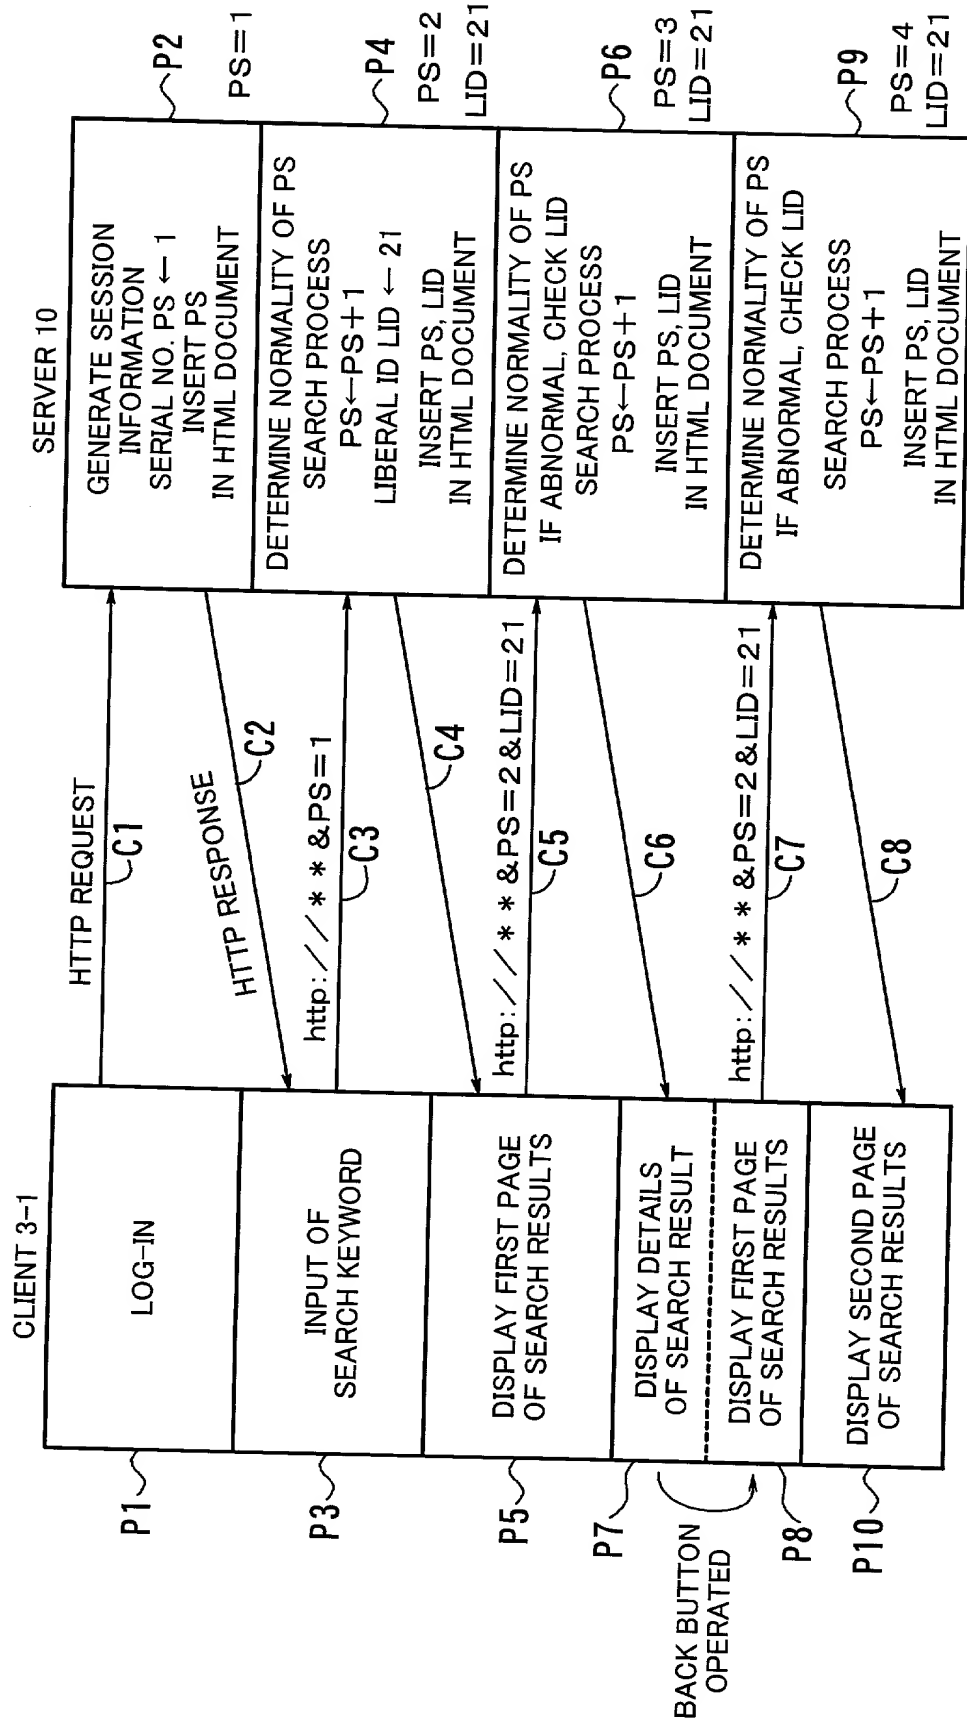 CLIENT 3-1
SERVER 10
P1
LOG-IN
HTTP REQUEST
C1
GENERATE SESSION
INFORMATION
SERIAL NO. PS ← 1
INSERT PS
IN HTML DOCUMENT
P2
PS=1
HTTP RESPONSE
C2
P3
INPUT OF
SEARCH KEYWORD
http://**&PS=1
C3
DETERMINE NORMALITY OF PS
SEARCH PROCESS
PS←PS+1
LIBERAL ID LID ← 21
INSERT PS, LID
IN HTML DOCUMENT
P4
PS=2
LID=21
C4
P5
DISPLAY FIRST PAGE
OF SEARCH RESULTS
http://**&PS=2&LID=21
C5
DETERMINE NORMALITY OF PS
IF ABNORMAL, CHECK LID
SEARCH PROCESS
PS←PS+1
INSERT PS, LID
IN HTML DOCUMENT
P6
PS=3
LID=21
C6
P7
DISPLAY DETAILS
OF SEARCH RESULT
BACK BUTTON
OPERATED
P8
DISPLAY FIRST PAGE
OF SEARCH RESULTS
http://**&PS=2&LID=21
C7
DETERMINE NORMALITY OF PS
IF ABNORMAL, CHECK LID
SEARCH PROCESS
PS←PS+1
INSERT PS, LID
IN HTML DOCUMENT
P9
PS=4
LID=21
C8
P10
DISPLAY SECOND PAGE
OF SEARCH RESULTS